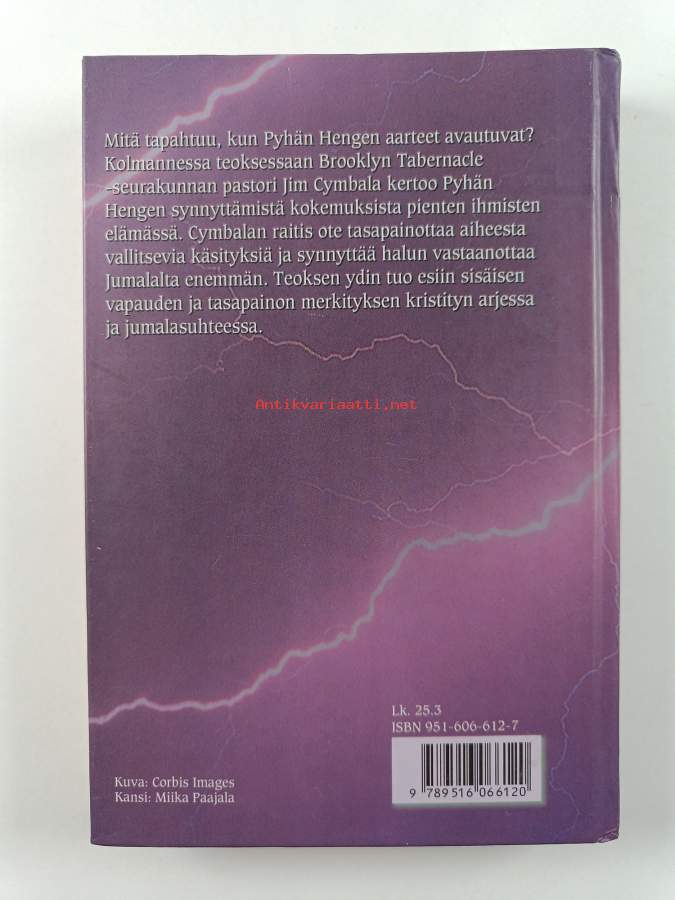 Mitä tapahtuu, kun Pyhän Hengen aarteet avautuvat?
Kolmannessa teoksessaan Brooklyn Tabernacle
-seurakunnan pastori Jim Cymbala kertoo Pyhän
Hengen synnyttämistä kokemuksista pienten ihmisten
elämässä. Cymbalan raitis ote tasapainottaa aiheesta
vallitsevia käsityksiä ja synnyttää halun vastaanottaa
Jumalalta enemmän. Teoksen ydin tuo esiin sisäisen
vapauden ja tasapainon merkityksen kristityn arjessa
ja jumalasuhteessa.
Antikvariaatti.net
Lk. 25.3
ISBN 951-606-612-7
9 789516 066120
Kuva: Corbis Images
Kansi: Miika Paajala